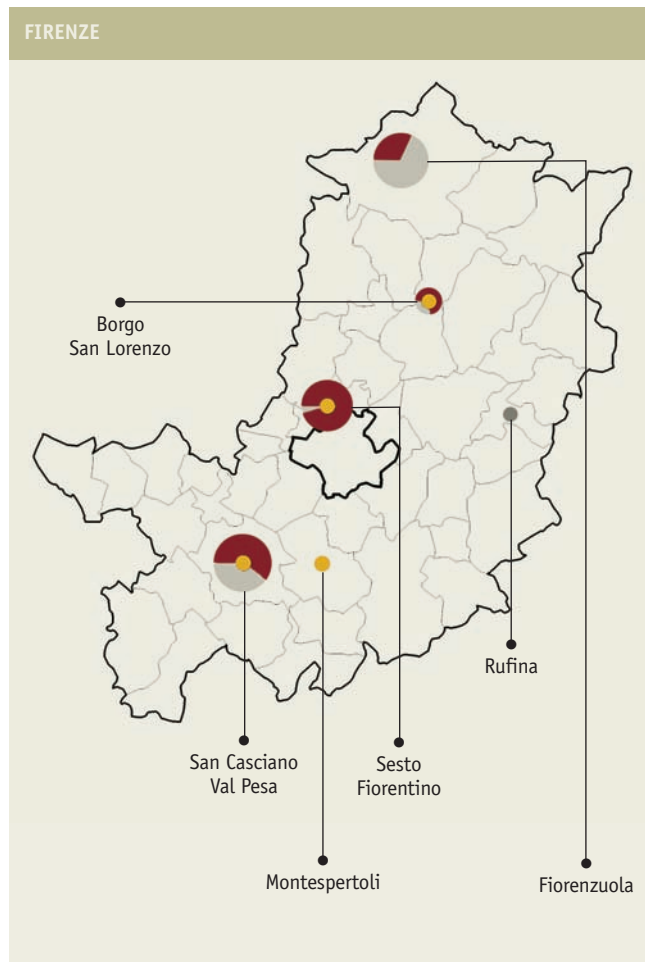 FIRENZE
Borgo
San Lorenzo
Rufina
San Casciano
Val Pesa
Sesto
Fiorentino
Montespertoli
Fiorenzuola